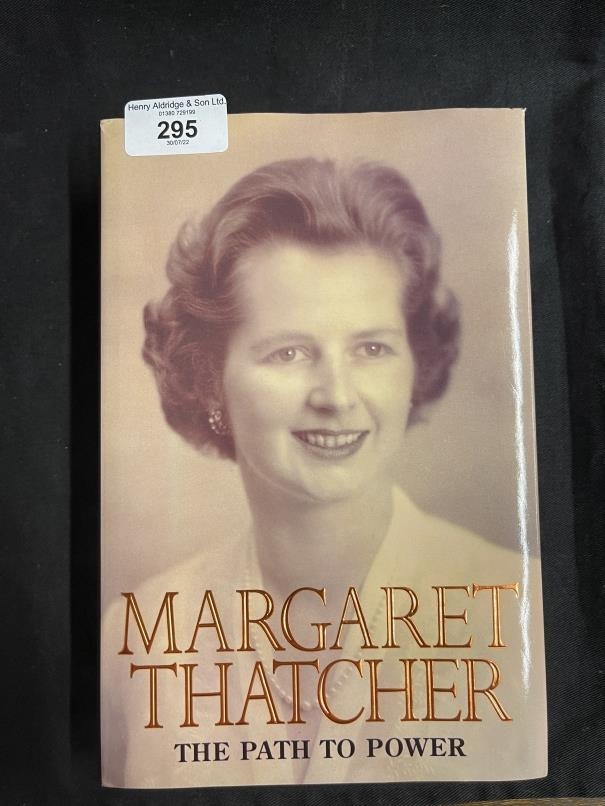 Henry Aldridge & Son Ltd.
01380 729199
295
30/07/22
MARGARET
THATCHER
THE PATH TO POWER